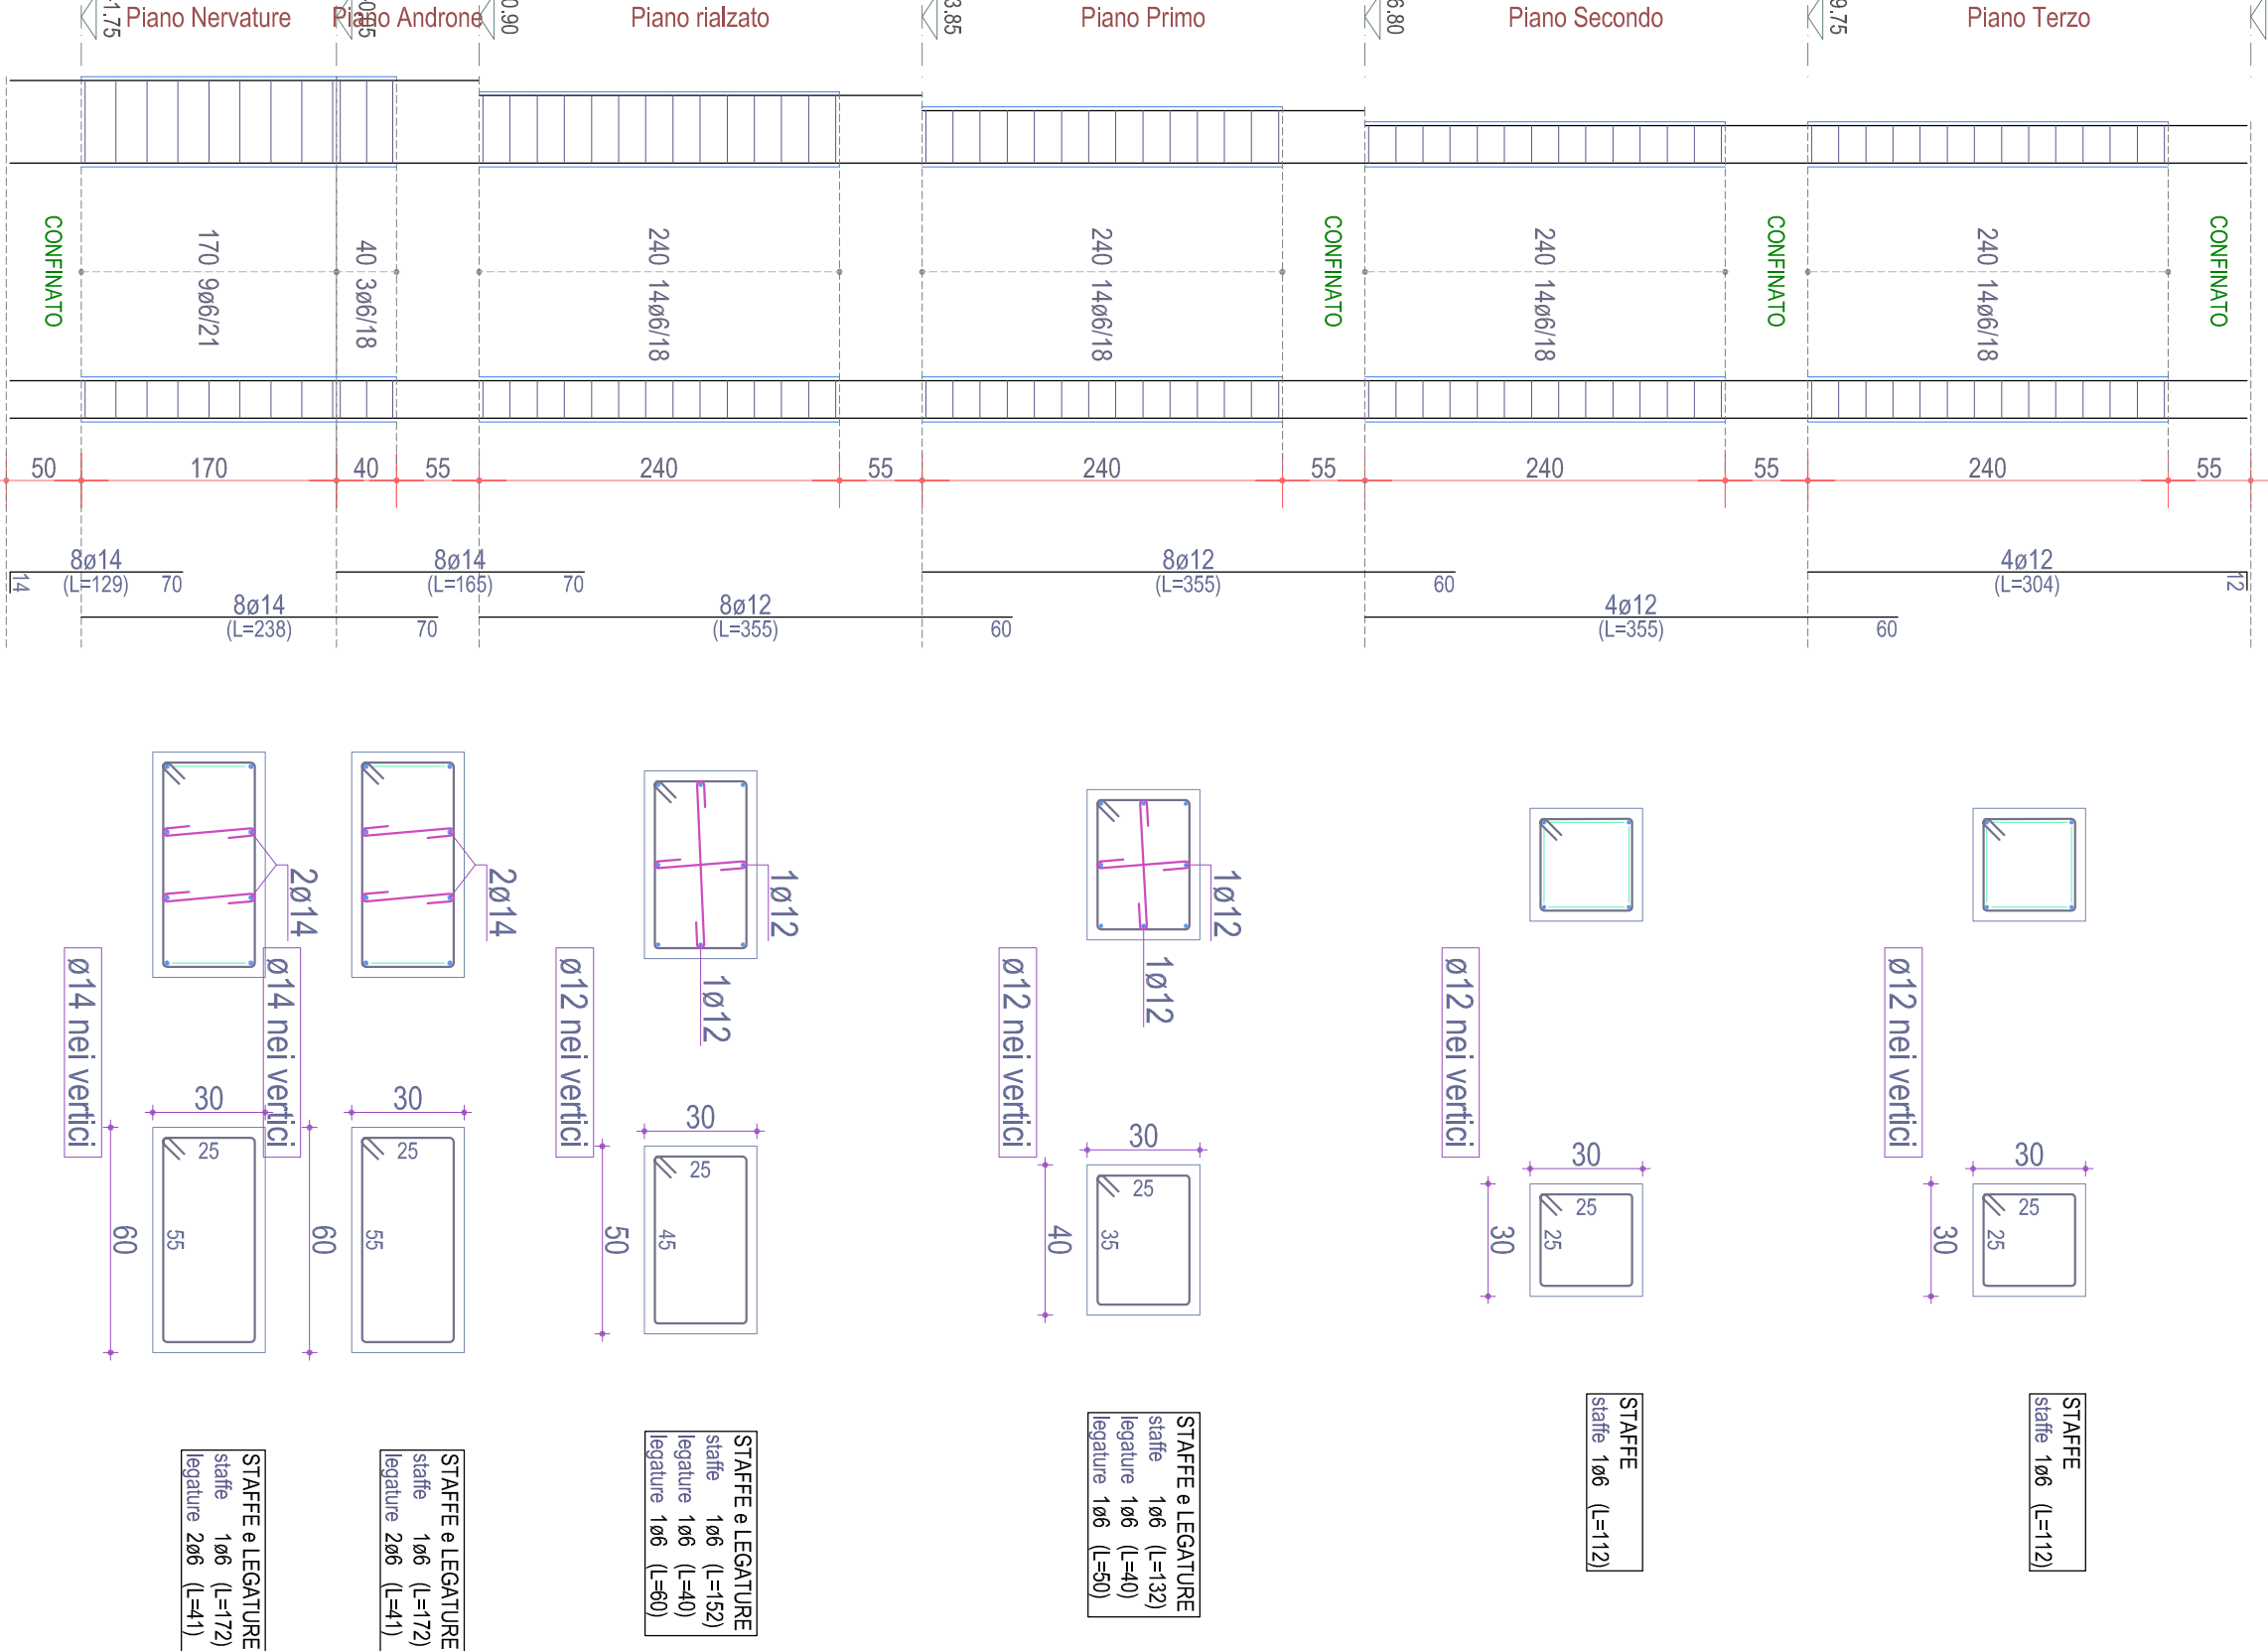 Piano Nervature
Piano Androne
Piano rialzato
Piano Primo
Piano Secondo
Piano Terzo
1.75
0.90
3.85
6.80
9.75
CONFINATO
170 9ø6/21
40 3ø6/18
240 14ø6/18
240 14ø6/18
CONFINATO
240 14ø6/18
CONFINATO
240 14ø6/18
CONFINATO
50
170
40
55
240
55
240
55
240
55
240
55
8ø14
(L=129)
70
14
8ø14
(L=165)
70
8ø12
(L=355)
60
4ø12
(L=304)
12
8ø14
(L=238)
70
8ø12
(L=355)
60
4ø12
(L=355)
60
2ø14
2ø14
1ø12
1ø12
1ø12
1ø12
ø14 nei vertici
ø14 nei vertici
ø12 nei vertici
ø12 nei vertici
ø12 nei vertici
ø12 nei vertici
30
25
55
60
30
25
55
60
30
25
45
50
30
25
35
40
30
25
25
30
30
25
25
30
STAFFE e LEGATURE
staffe 1ø6 (L=172)
legature 2ø6 (L=41)
STAFFE e LEGATURE
staffe 1ø6 (L=172)
legature 2ø6 (L=41)
STAFFE e LEGATURE
staffe 1ø6 (L=152)
legature 1ø6 (L=40)
legature 1ø6 (L=60)
STAFFE e LEGATURE
staffe 1ø6 (L=132)
legature 1ø6 (L=40)
legature 1ø6 (L=50)
STAFFE
staffe 1ø6 (L=112)
STAFFE
staffe 1ø6 (L=112)